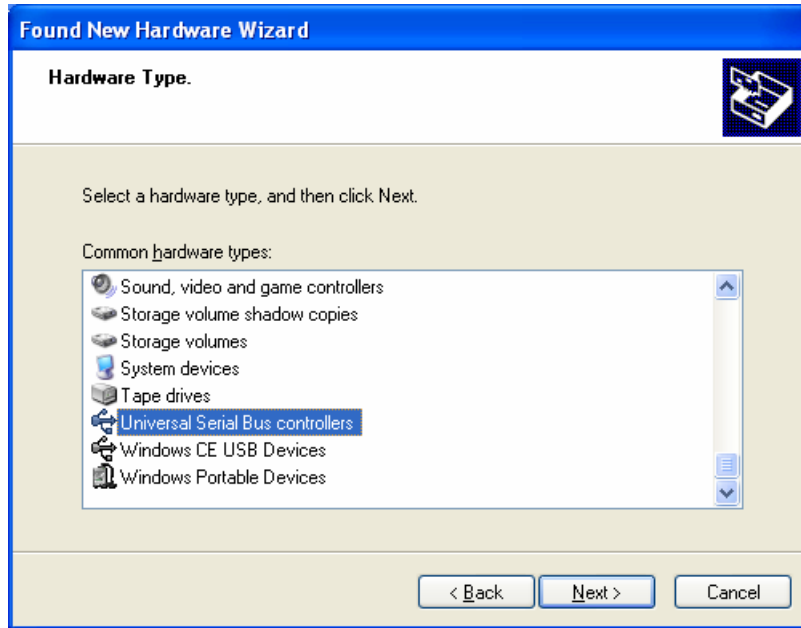 Found New Hardware Wizard
Hardware Type.
Select a hardware type, and then click Next.
Common hardware types:
Sound, video and game controllers
Storage volume shadow copies
Storage volumes
System devices
Tape drives
Universal Serial Bus controllers
Windows CE USB Devices
Windows Portable Devices
< Back Next > Cancel